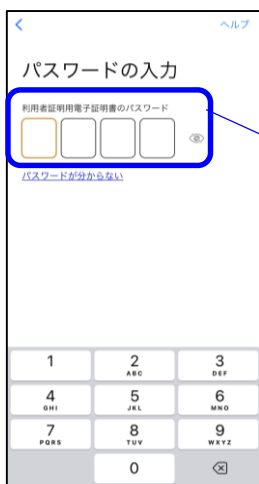 ヘルプ
パスワードの入力
利用者証明用電子証明書のパスワード
パスワードが分からない
1
2
ABC
3
DEF
4
GHI
5
JKL
6
MNO
7
PQRS
8
TUV
9
WXYZ
0